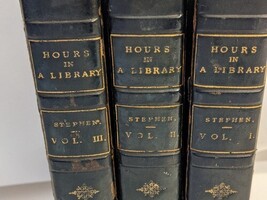 HOURS
IN
A LIBRARY
STEPHEN.
VOL. III.
HOURS
IN
A LIBRARY
STEPHEN.
VOL. II.
HOURS
IN
A LIBRARY
STEPHEN.
VOL. I.